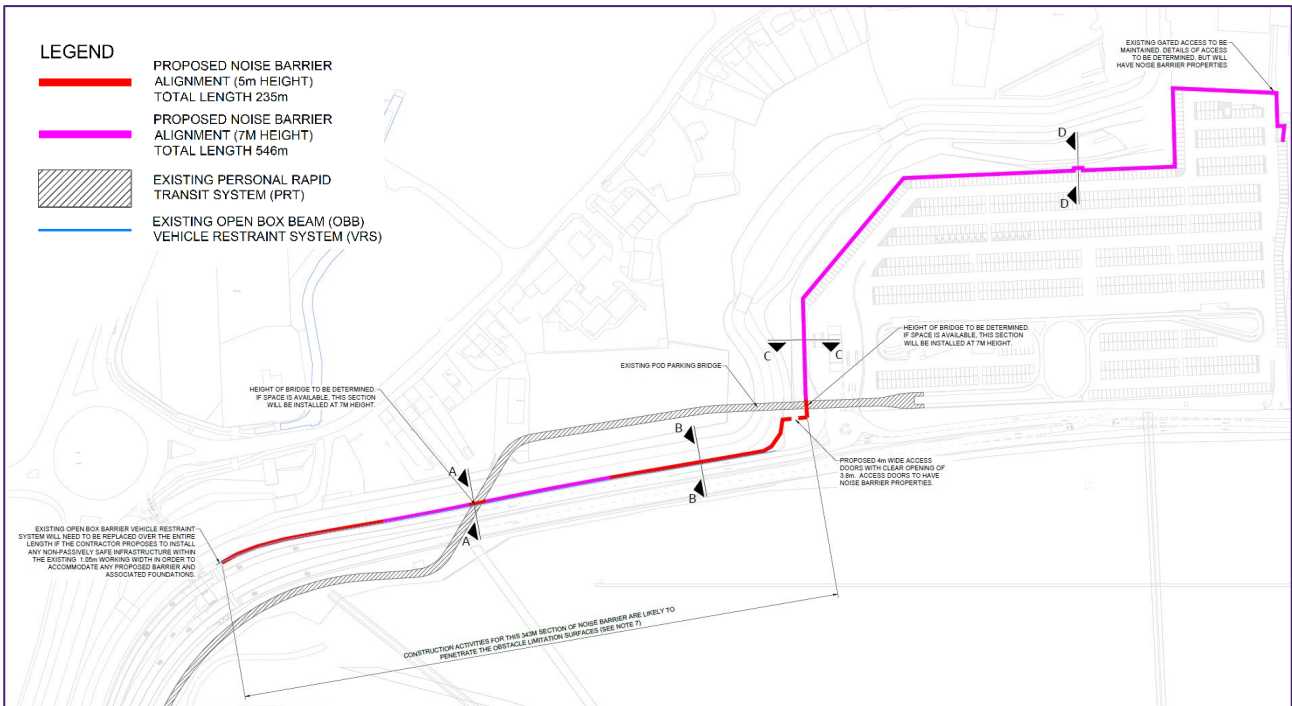 LEGEND
PROPOSED NOISE BARRIER
ALIGNMENT (5m HEIGHT)
TOTAL LENGTH 235m
PROPOSED NOISE BARRIER
ALIGNMENT (7M HEIGHT)
TOTAL LENGTH 546m
EXISTING PERSONAL RAPID
TRANSIT SYSTEM (PRT)
EXISTING OPEN BOX BEAM (OBB)
VEHICLE RESTRAINT SYSTEM (VRS)
EXISTING GATED ACCESS TO BE
MAINTAINED. DETAILS OF ACCESS
TO BE DETERMINED, BUT WILL
HAVE NOISE BARRIER PROPERTIES
D
D
HEIGHT OF BRIDGE TO BE DETERMINED.
IF SPACE IS AVAILABLE, THIS SECTION
WILL BE INSTALLED AT 7M HEIGHT.
C
C
EXISTING POD PARKING BRIDGE
HEIGHT OF BRIDGE TO BE DETERMINED.
IF SPACE IS AVAILABLE, THIS SECTION
WILL BE INSTALLED AT 7M HEIGHT.
B
B
PROPOSED 4m WIDE ACCESS
DOORS WITH CLEAR OPENING OF
3.8m. ACCESS DOORS TO HAVE
NOISE BARRIER PROPERTIES.
A
A
EXISTING OPEN BOX BARRIER VEHICLE RESTRAINT
SYSTEM WILL NEED TO BE REPLACED OVER THE ENTIRE
LENGTH IF THE CONTRACTOR PROPOSES TO INSTALL
ANY NON-PASSIVELY SAFE INFRASTRUCTURE WITHIN
THE EXISTING 1.05m WORKING WIDTH IN ORDER TO
ACCOMMODATE ANY PROPOSED BARRIER AND
ASSOCIATED FOUNDATIONS.
CONSTRUCTION ACTIVITIES FOR THIS 343M SECTION OF NOISE BARRIER ARE LIKELY TO
PENETRATE THE OBSTACLE LIMITATION SURFACES (SEE NOTE 7)